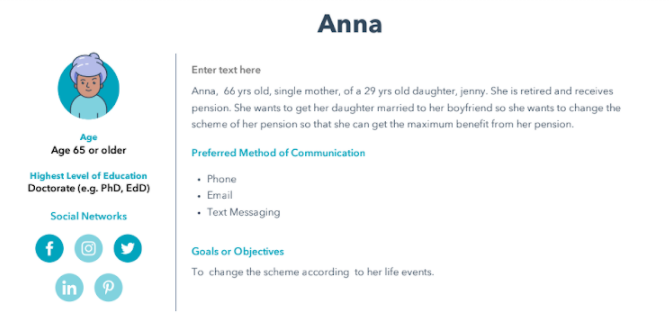 Anna
Age
Age 65 or older
Highest Level of Education
Doctorate (e.g. PhD, EdD)
Social Networks
f
in
Enter text here
Anna, 66 yrs old, single mother, of a 29 yrs old daughter, jenny. She is retired and receives
pension. She wants to get her daughter married to her boyfriend so she wants to change the
scheme of her pension so that she can get the maximum benefit from her pension.
Preferred Method of Communication
• Phone
• Email
• Text Messaging
Goals or Objectives
To change the scheme according to her life events.